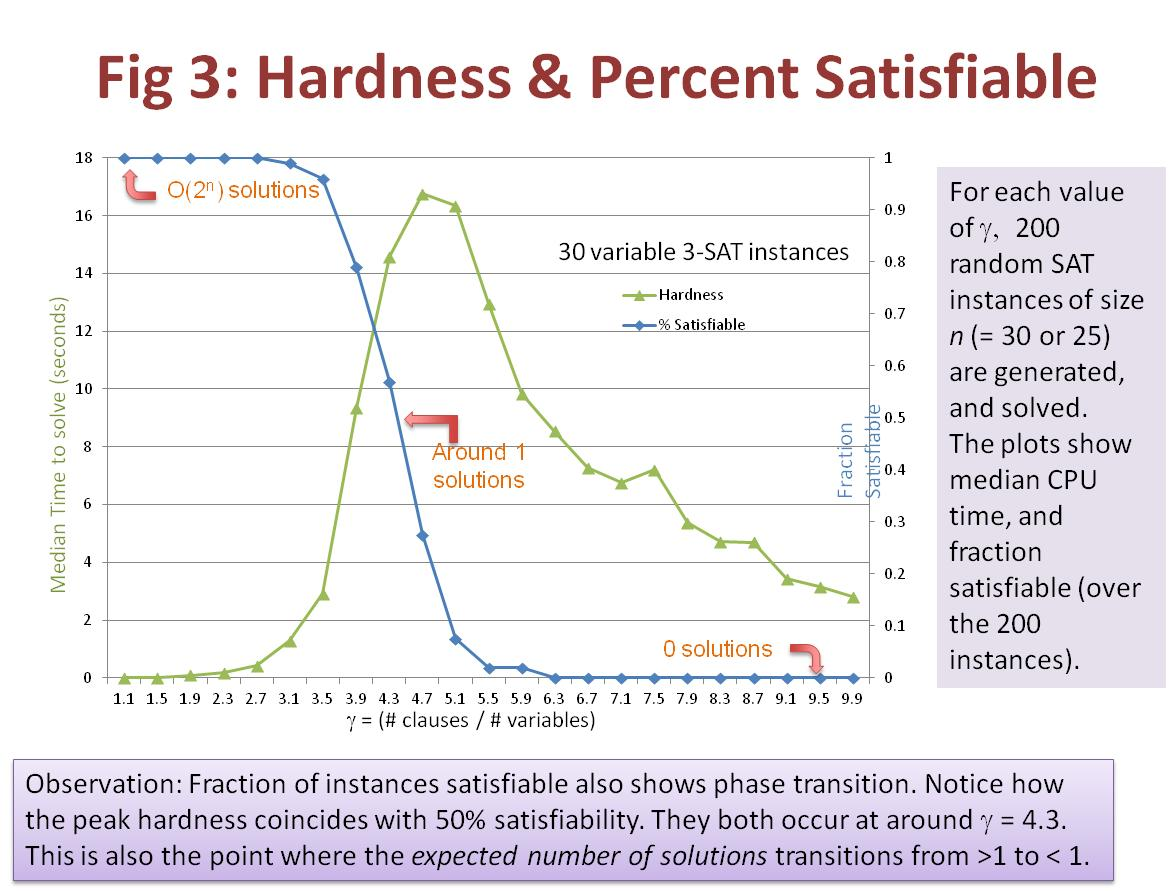 Fig 3: Hardness & Percent Satisfiable
18
16
14
12
10
8
6
4
2
0
Median Time to solve (seconds)
O(2ⁿ) solutions
30 variable 3-SAT instances
Hardness
% Satisfiable
Around 1
solutions
0 solutions
1
0.9
0.8
0.7
0.6
0.5
0.4
0.3
0.2
0.1
0
Fraction
Satisfiable
1.1 1.5 1.9 2.3 2.7 3.1 3.5 3.9 4.3 4.7 5.1 5.5 5.9 6.3 6.7 7.1 7.5 7.9 8.3 8.7 9.1 9.5 9.9
γ = (# clauses / # variables)
For each value
of γ, 200
random SAT
instances of size
n (= 30 or 25)
are generated,
and solved.
The plots show
median CPU
time, and
fraction
satisfiable (over
the 200
instances).
Observation: Fraction of instances satisfiable also shows phase transition. Notice how
the peak hardness coincides with 50% satisfiability. They both occur at around γ = 4.3.
This is also the point where the expected number of solutions transitions from >1 to < 1.